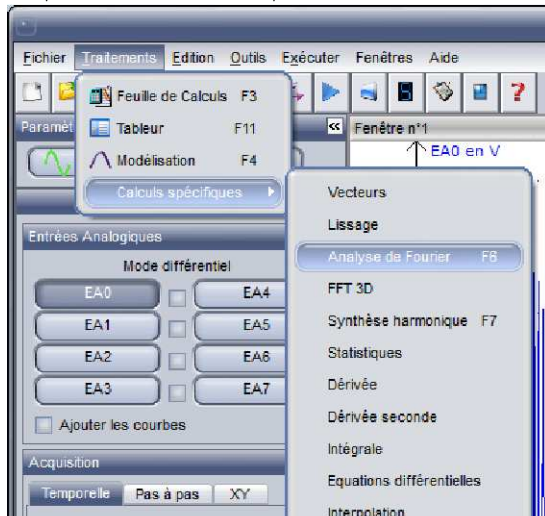 Fichier Traitements Edition Outils Exécuter Fenêtres Aide
Feuille de Calculs F3
Tableur F11
Modélisation F4
Calculs spécifiques
Paramèt
Fenêtre n°1
EA0 en V
Vecteurs
Lissage
Analyse de Fourier F6
FFT 3D
Synthèse harmonique F7
Statistiques
Dérivée
Dérivée seconde
Intégrale
Equations différentielles
Interpolation
Entrées Analogiques
Mode différentiel
EA0 EA4
EA1 EA5
EA2 EA6
EA3 EA7
Ajouter les courbes
Acquisition
Temporelle Pas à pas XY